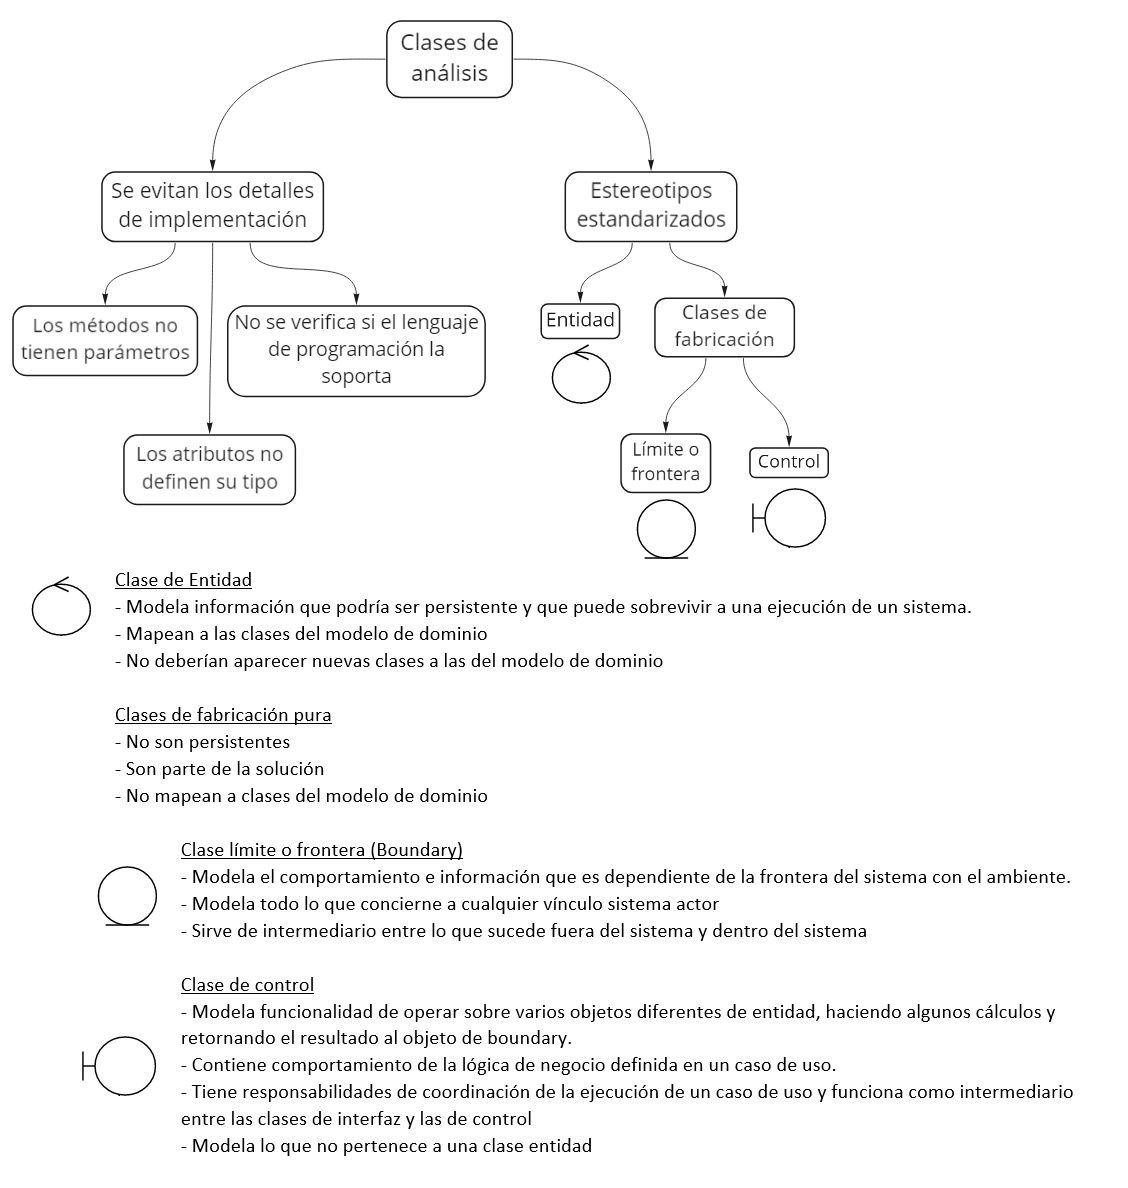 Clases de
análisis
Se evitan los detalles
de implementación
Estereotipos
estandarizados
Los métodos no
tienen parámetros
No se verifica si el lenguaje
de programación la
soporta
Entidad
Clases de
fabricación
Los atributos no
definen su tipo
Límite o
frontera
Control
Clase de Entidad
- Modela información que podría ser persistente y que puede sobrevivir a una ejecución de un sistema.
- Mapean a las clases del modelo de dominio
- No deberían aparecer nuevas clases a las del modelo de dominio
Clases de fabricación pura
- No son persistentes
- Son parte de la solución
- No mapean a clases del modelo de dominio
Clase límite o frontera (Boundary)
- Modela el comportamiento e información que es dependiente de la frontera del sistema con el ambiente.
- Modela todo lo que concierne a cualquier vínculo sistema actor
- Sirve de intermediario entre lo que sucede fuera del sistema y dentro del sistema
Clase de control
- Modela funcionalidad de operar sobre varios objetos diferentes de entidad, haciendo algunos cálculos y
retornando el resultado al objeto de boundary.
- Contiene comportamiento de la lógica de negocio definida en un caso de uso.
- Tiene responsabilidades de coordinación de la ejecución de un caso de uso y funciona como intermediario
entre las clases de interfaz y las de control
- Modela lo que no pertenece a una clase entidad